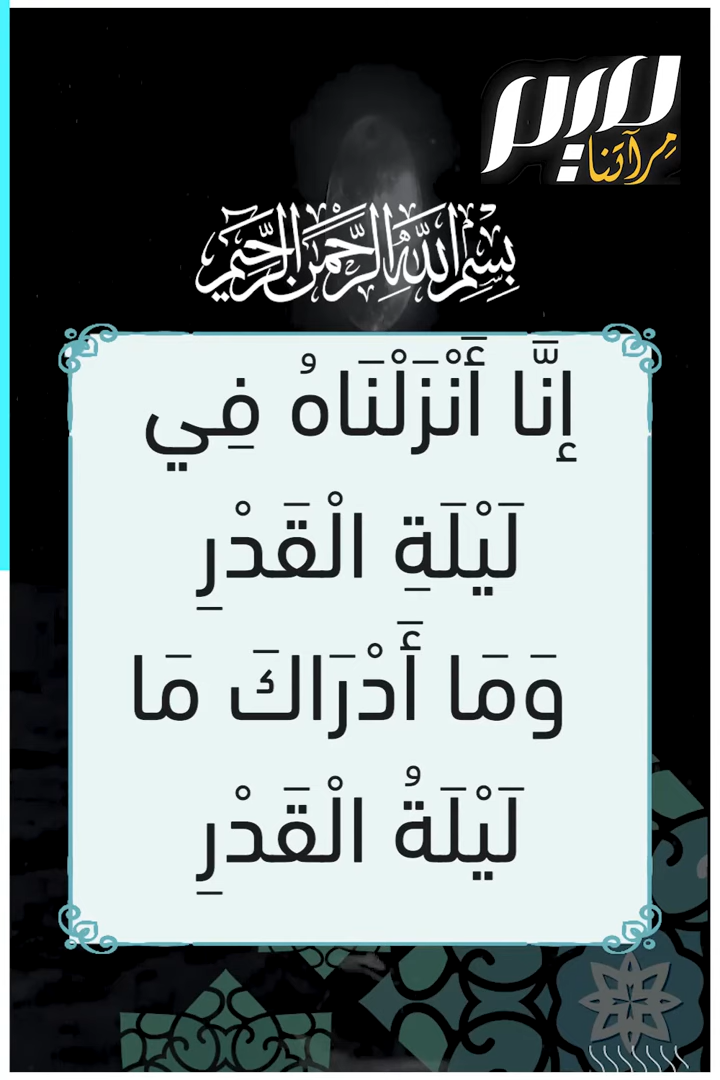 مرآتنا
بِسْمِ اللَّهِ الرَّحْمَنِ الرَّحِيمِ
إِنَّا أَنْزَلْنَاهُ فِي
لَيْلَةِ الْقَدْرِ
وَمَا أَدْرَاكَ مَا
لَيْلَةُ الْقَدْرِ